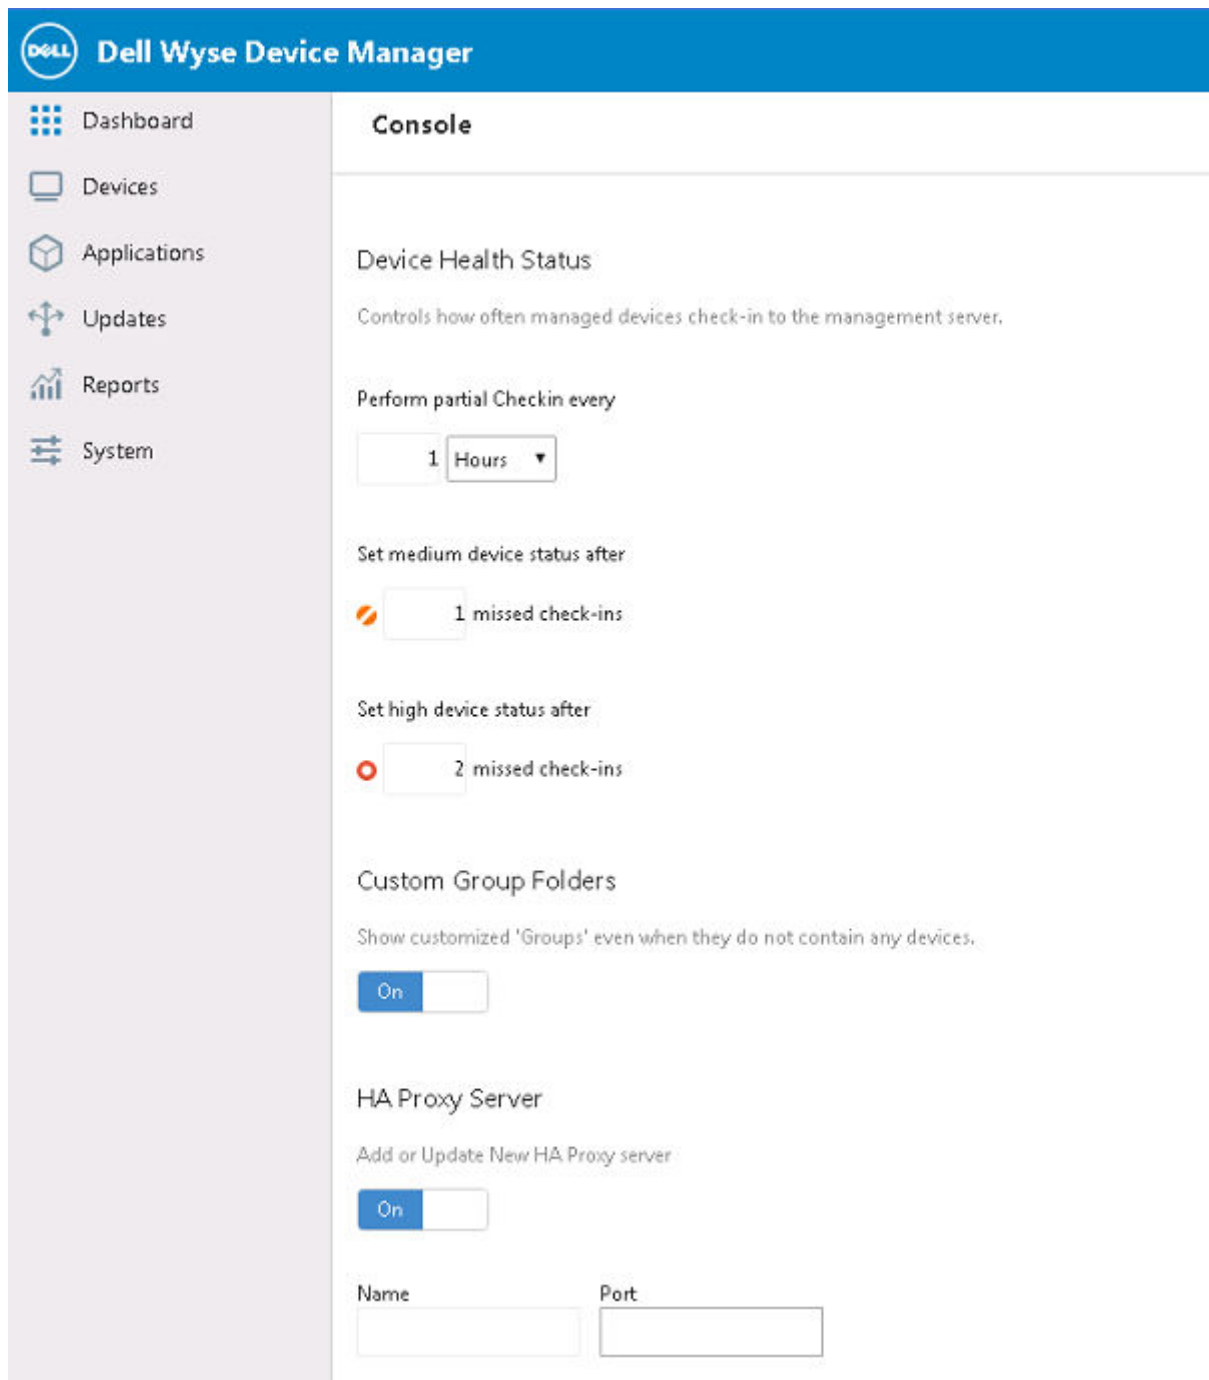 DELL Dell Wyse Device Manager
Dashboard
Devices
Applications
Updates
Reports
System
Console
Device Health Status
Controls how often managed devices check-in to the management server.
Perform partial Checkin every
1 Hours
Set medium device status after
1 missed check-ins
Set high device status after
2 missed check-ins
Custom Group Folders
Show customized 'Groups' even when they do not contain any devices.
On
HA Proxy Server
Add or Update New HA Proxy server
On
Name Port